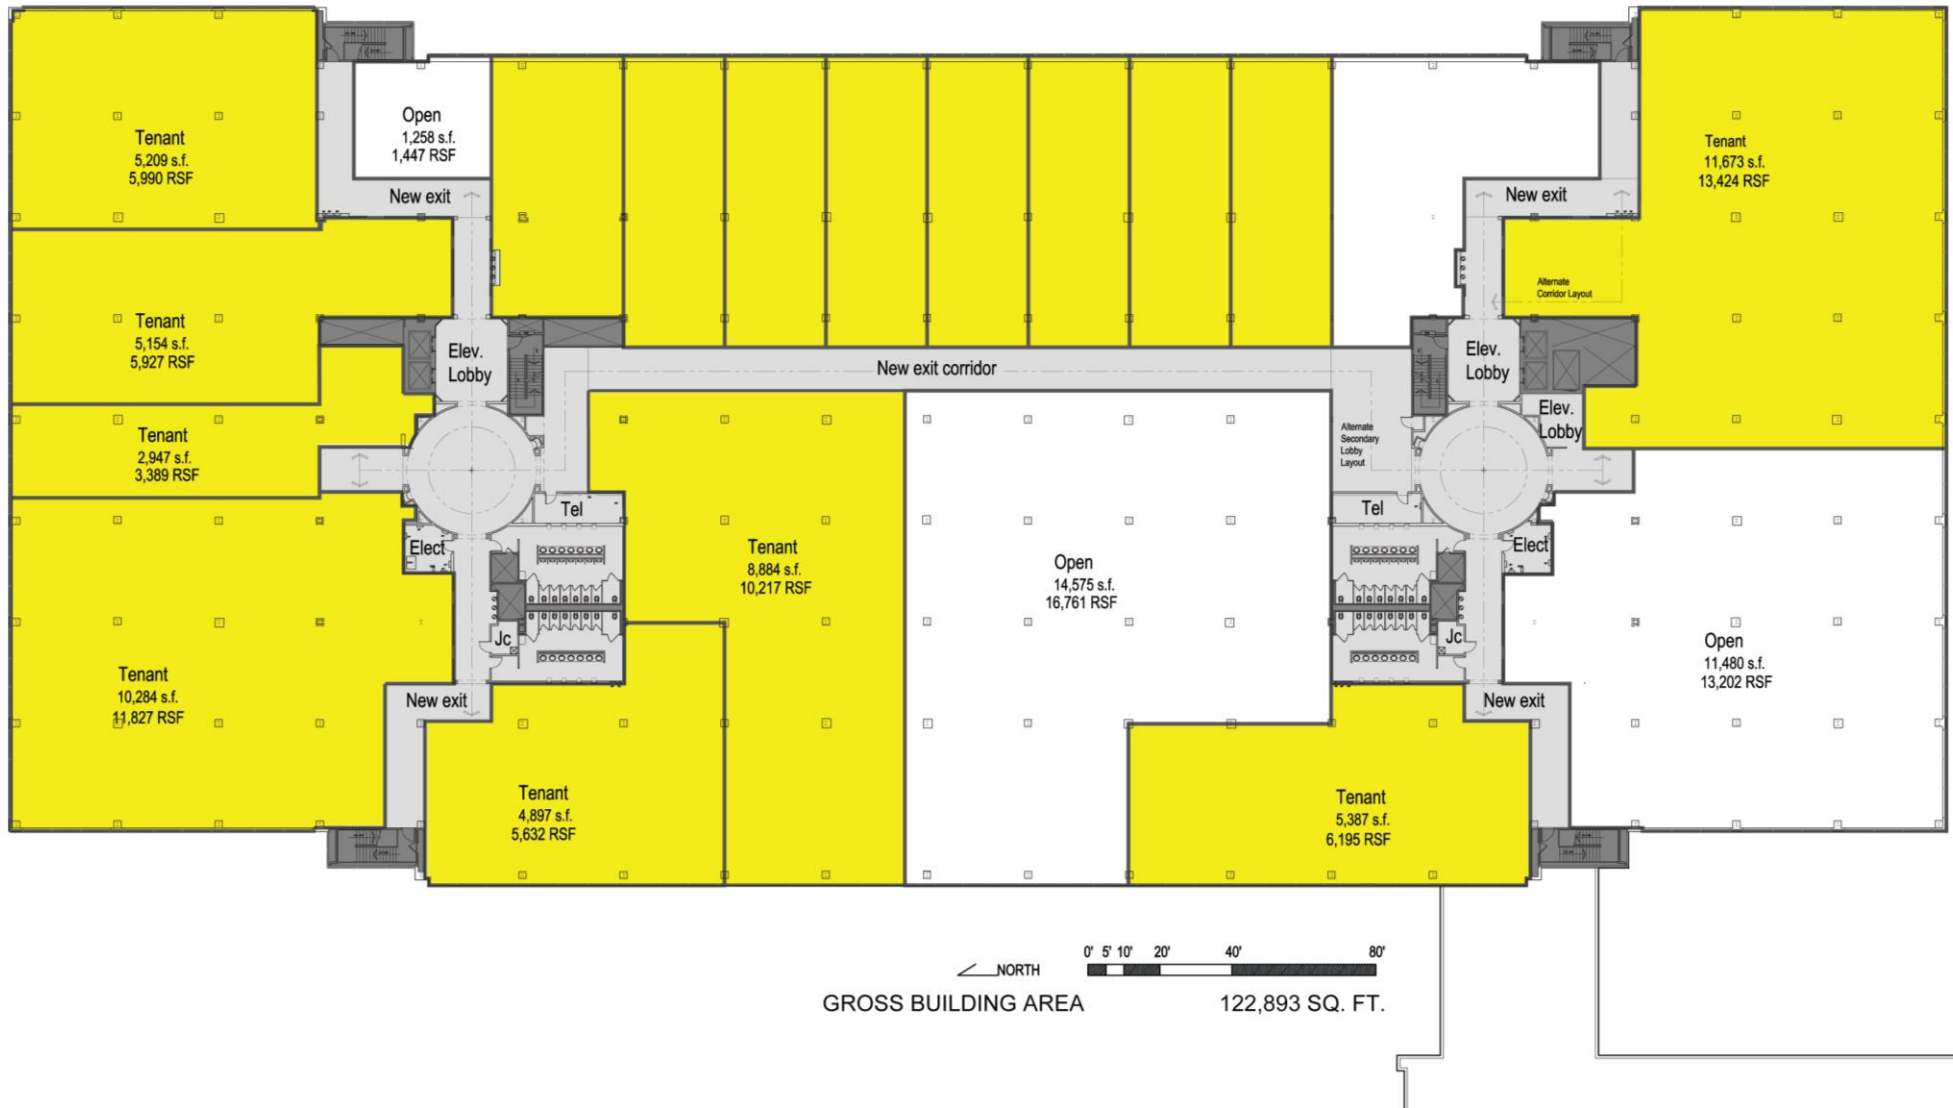 Tenant
5,209 s.f.
5,990 RSF
Open
1,258 s.f.
1,447 RSF
New exit
Tenant
11,673 s.f.
13,424 RSF
New exit
Alternate
Corridor Layout
Tenant
5,154 s.f.
5,927 RSF
Elev.
Lobby
New exit corridor
Elev.
Lobby
Elev.
Lobby
Tenant
2,947 s.f.
3,389 RSF
Alternate
Secondary
Lobby
Layout
Tel
Tel
Elect
Elect
Tenant
8,884 s.f.
10,217 RSF
Open
14,575 s.f.
16,761 RSF
Jc
Jc
Open
11,480 s.f.
13,202 RSF
Tenant
10,284 s.f.
11,827 RSF
New exit
New exit
Tenant
4,897 s.f.
5,632 RSF
Tenant
5,387 s.f.
6,195 RSF
0' 5' 10' 20' 40' 80'
NORTH
GROSS BUILDING AREA 122,893 SQ. FT.